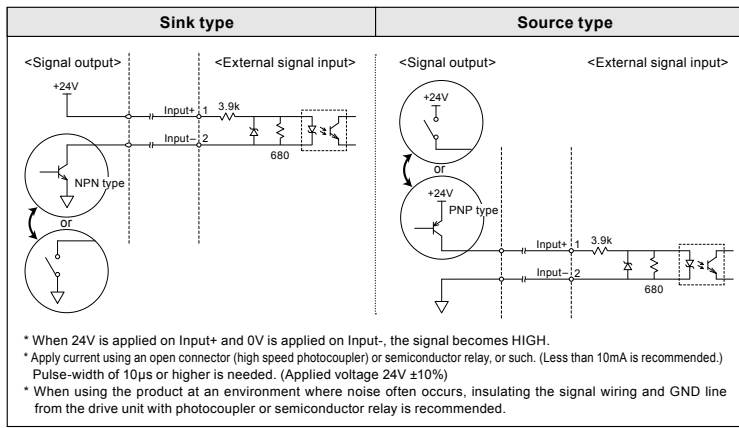 Sink type
Source type
<Signal output>
<External signal input>
+24V
Input+ 1 3.9k
Input– 2
680
NPN type
or
<Signal output>
<External signal input>
+24V
or
+24V
PNP type
Input+ 1 3.9k
Input– 2
680
* When 24V is applied on Input+ and 0V is applied on Input-, the signal becomes HIGH.
* Apply current using an open connector (high speed photocupler) or semiconductor relay, or such. (Less than 10mA is recommended.)
Pulse-width of 10µs or higher is needed. (Applied voltage 24V ±10%)
* When using the product at an environment where noise often occurs, insulating the signal wiring and GND line
from the drive unit with photocoupler or semiconductor relay is recommended.